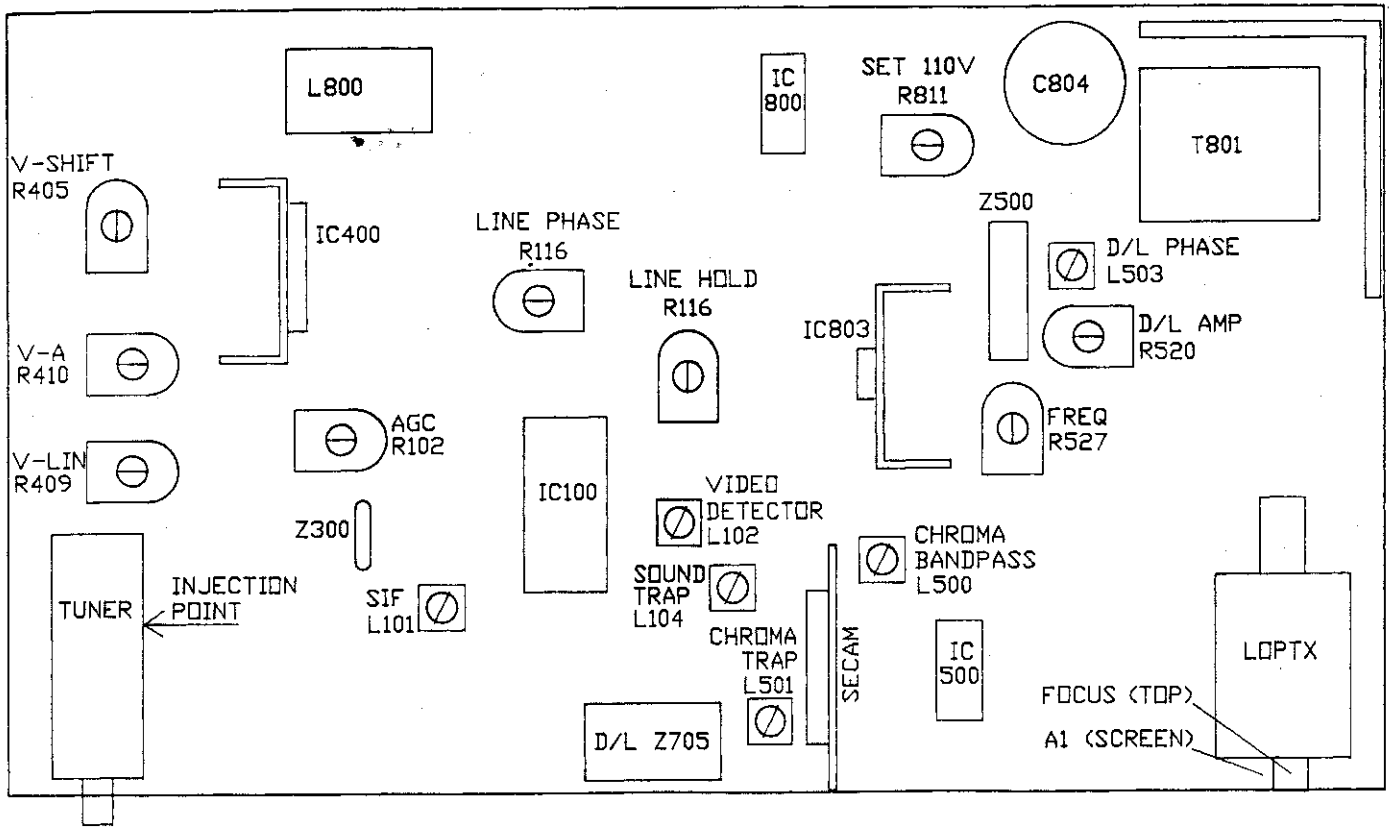 L800
IC
800
SET 110V
R811
C804
T801
V-SHIFT
R405
IC400
LINE PHASE
R116
LINE HOLD
R116
Z500
D/L PHASE
L503
IC803
D/L AMP
R520
V-A
R410
AGC
R102
FREQ
R527
V-LIN
R409
IC100
VIDEO
DETECTOR
L102
Z300
CHROMA
BANDPASS
L500
TUNER
INJECTION
POINT
SIF
L101
SOUND
TRAP
L104
CHROMA
TRAP
L501
SECAM
IC
500
LOPTX
D/L Z705
FOCUS (TOP)
A1 (SCREEN)